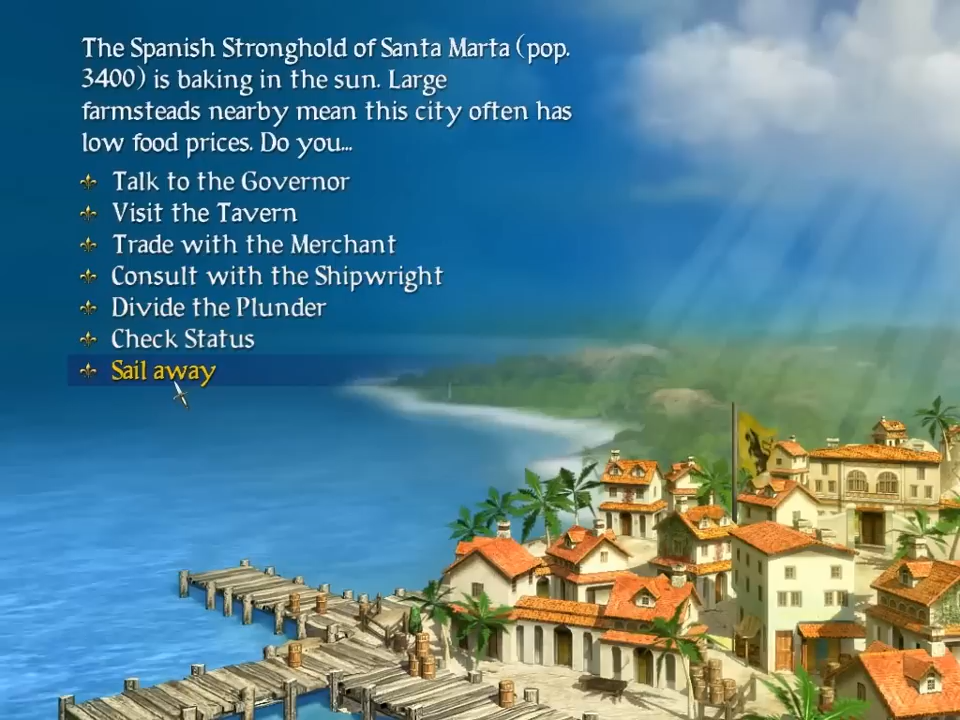 The Spanish Stronghold of Santa Marta (pop.
3400) is baking in the sun. Large
farmsteads nearby mean this city often has
low food prices. Do you...
Talk to the Governor
Visit the Tavern
Trade with the Merchant
Consult with the Shipwright
Divide the Plunder
Check Status
Sail away